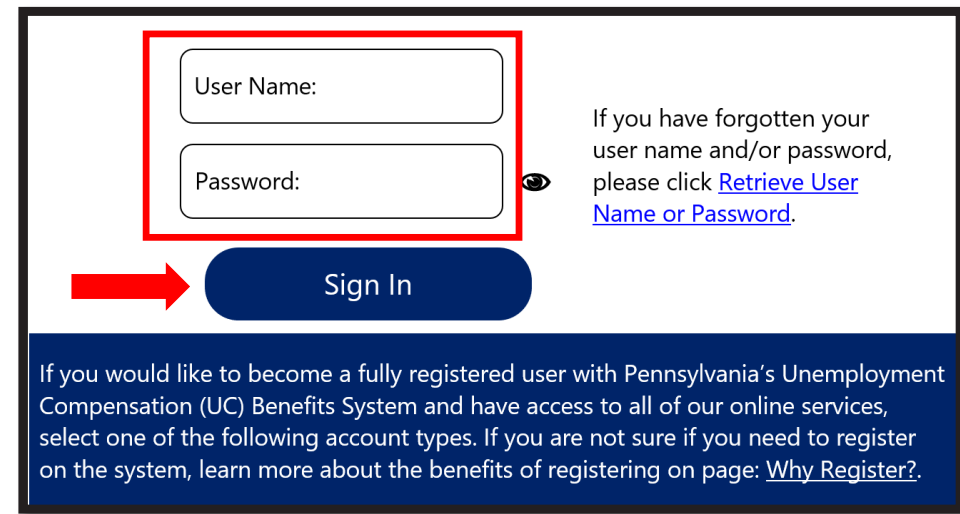 User Name:
Password:
If you have forgotten your
user name and/or password,
please click Retrieve User
Name or Password.
Sign In
If you would like to become a fully registered user with Pennsylvania’s Unemployment
Compensation (UC) Benefits System and have access to all of our online services,
select one of the following account types. If you are not sure if you need to register
on the system, learn more about the benefits of registering on page: Why Register?.